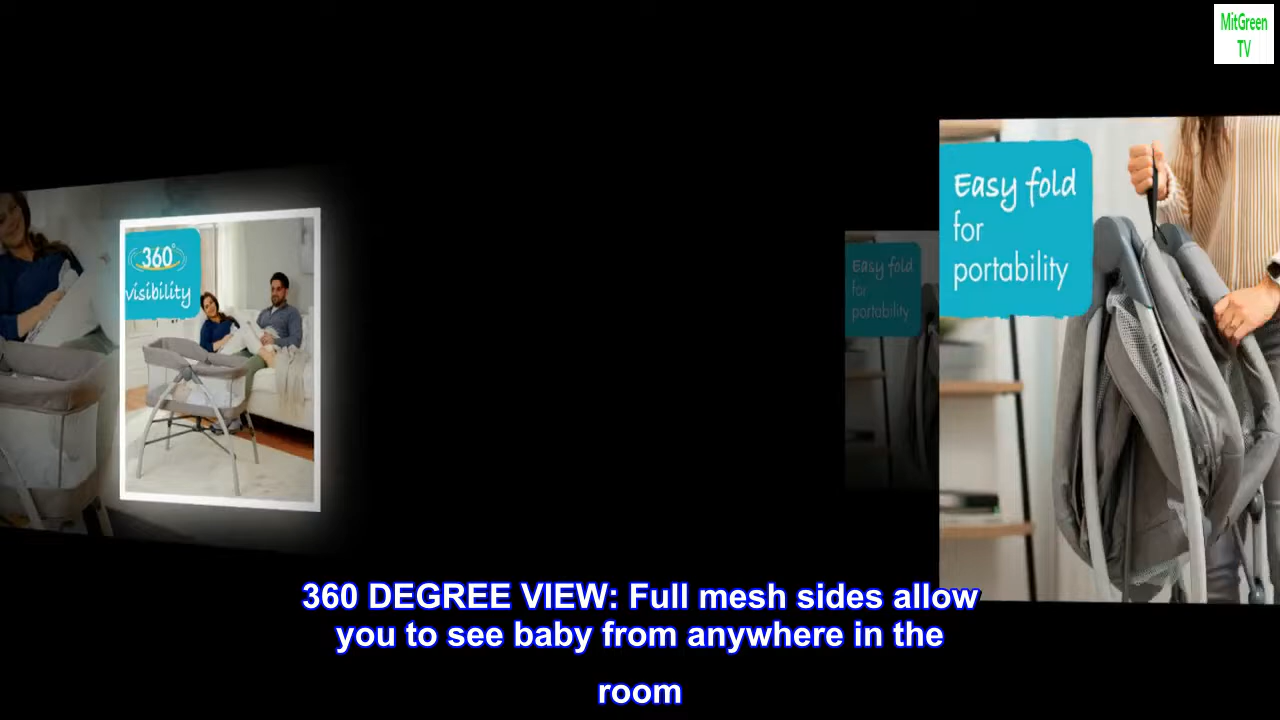 MitGreen
TV
360°
visibility
Easy fold
for
portability
Easy fold
for
portability
360 DEGREE VIEW: Full mesh sides allow
you to see baby from anywhere in the
room